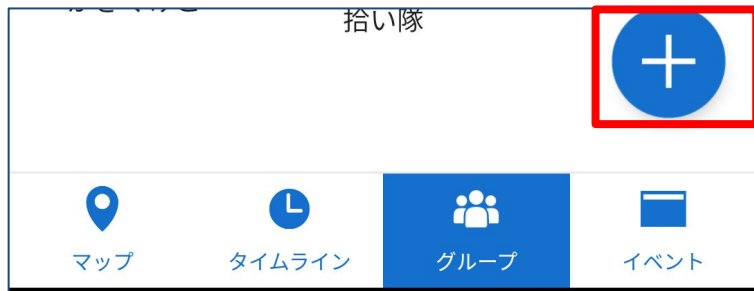 拾い隊
マップ
タイムライン
グループ
イベント